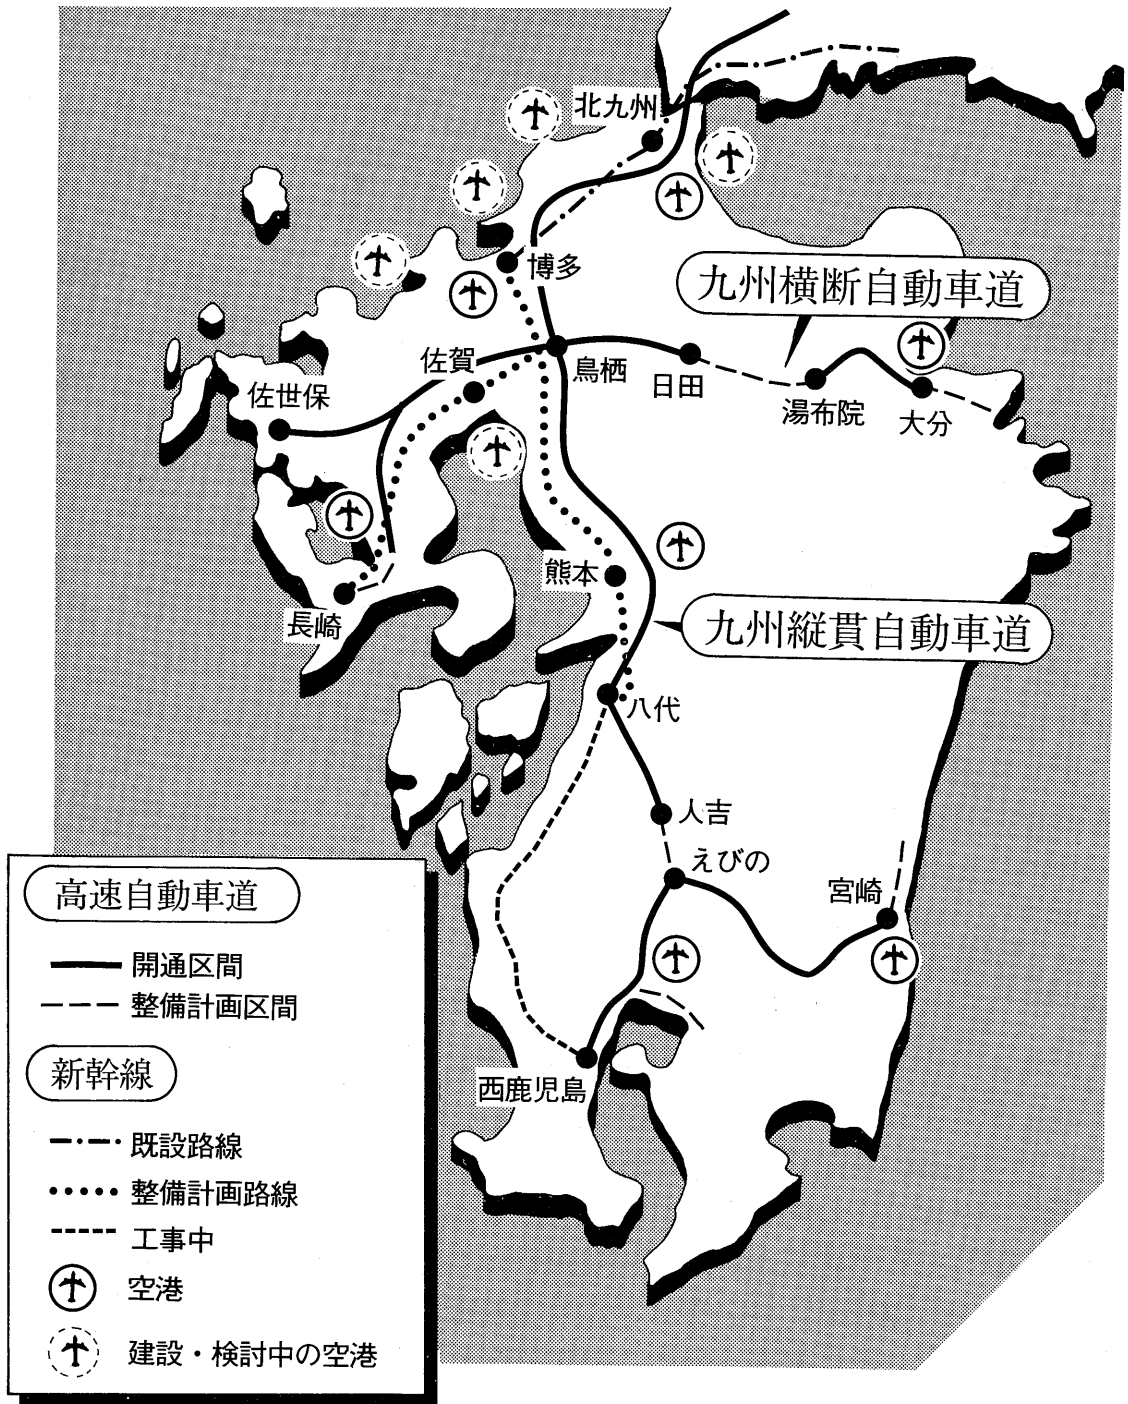 北九州
博多
九州横断自動車道
佐賀
鳥栖
日田
佐世保
湯布院
大分
熊本
長崎
九州縦貫自動車道
八代
人吉
えびの
宮崎
西鹿児島
高速自動車道
開通区間
整備計画区間
新幹線
既設路線
整備計画路線
工事中
空港
建設・検討中の空港